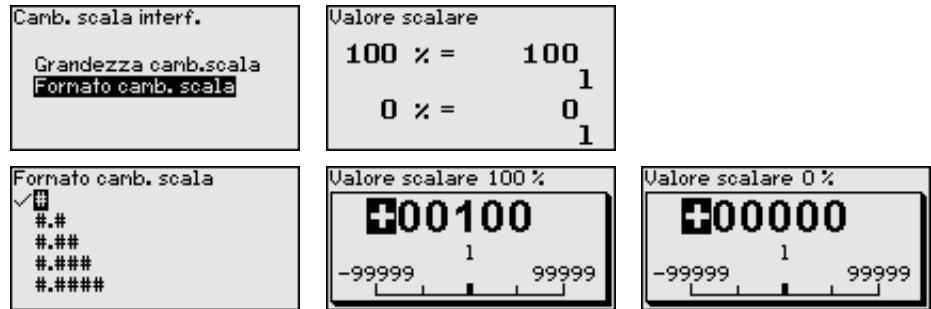 Camb. scala interf.
Grandezza camb.scala
Formato camb. scala
Valore scalare
100 % = 100
l
0 % = 0
l
Formato camb. scala
✓#
#.#
#.##
#.###
#.####
Valore scalare 100 %
+00100
l
-99999 99999
Valore scalare 0 %
+00000
l
-99999 99999